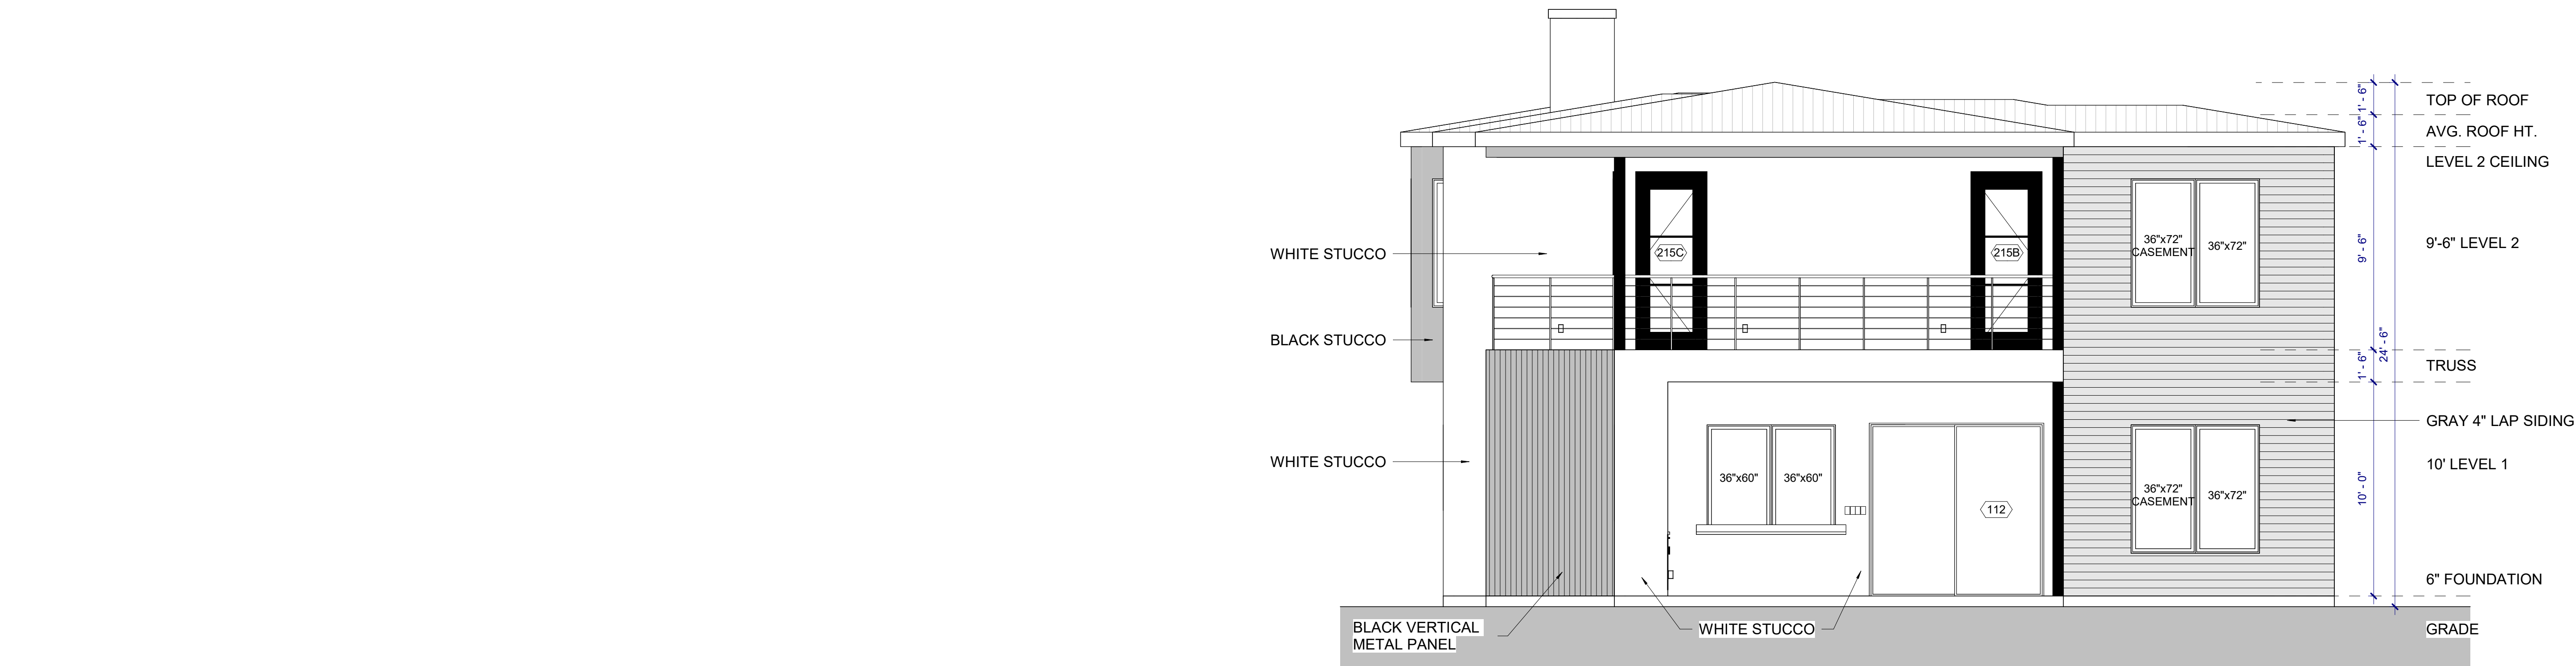 TOP OF ROOF
1' - 6"
AVG. ROOF HT.
1' - 6"
LEVEL 2 CEILING
WHITE STUCCO
215C
215B
36"x72"
CASEMENT
36"x72"
9' - 6"
9'-6" LEVEL 2
BLACK STUCCO
24' - 6"
1' - 6"
TRUSS
GRAY 4" LAP SIDING
WHITE STUCCO
36"x60"
36"x60"
112
36"x72"
CASEMENT
36"x72"
10' - 0"
10' LEVEL 1
6" FOUNDATION
BLACK VERTICAL
METAL PANEL
WHITE STUCCO
GRADE